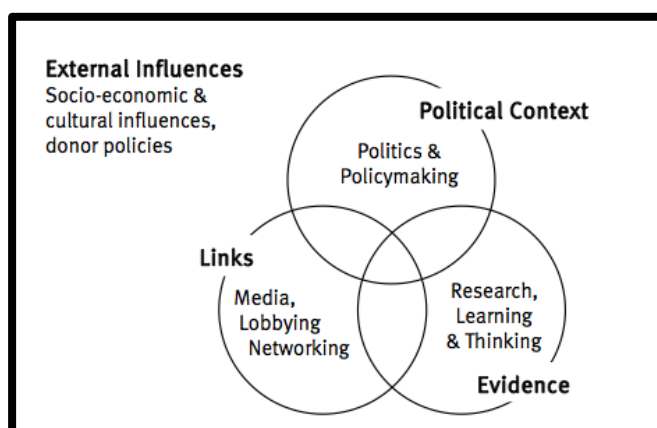 External Influences
Socio-economic &
cultural influences,
donor policies
Political Context
Politics &
Policymaking
Links
Media,
Lobbying
Networking
Research,
Learning
& Thinking
Evidence